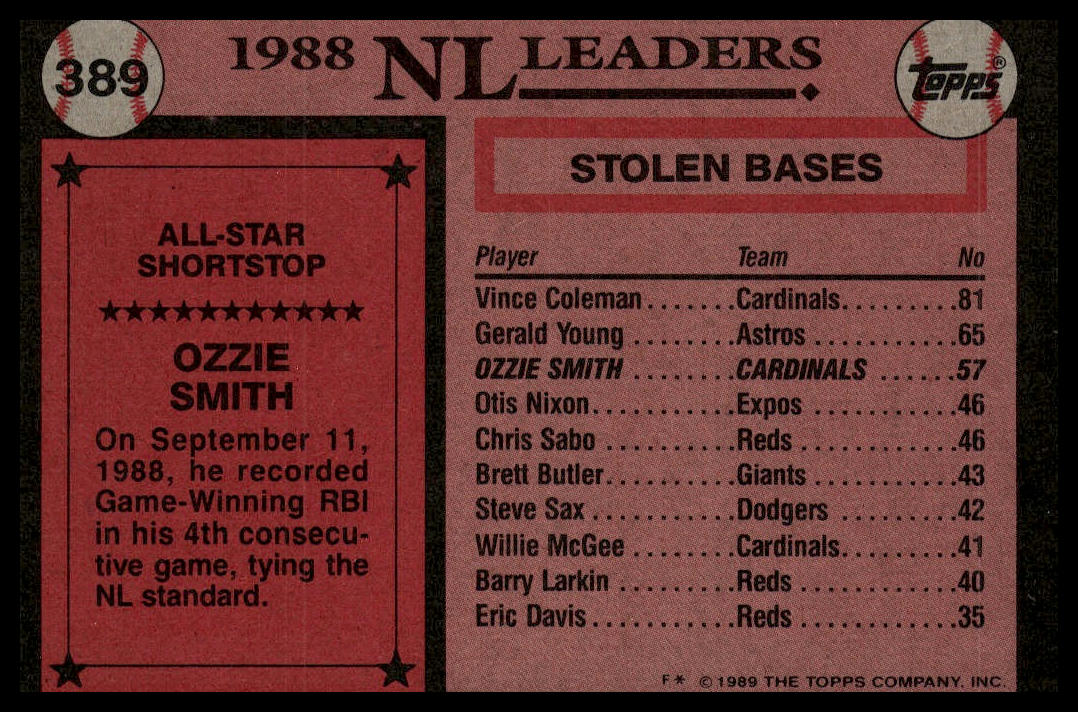 389
1988 NL LEADERS
TOPPS®
ALL-STAR
SHORTSTOP
OZZIE
SMITH
On September 11,
1988, he recorded
Game-Winning RBI
in his 4th consecu-
tive game, tying the
NL standard.
STOLEN BASES
Player Team No
Vince Coleman.......Cardinals..........81
Gerald Young ........Astros ............65
OZZIE SMITH ........CARDINALS ......57
Otis Nixon...........Expos ............46
Chris Sabo ..........Reds .............46
Brett Butler..........Giants ...........43
Steve Sax ...........Dodgers .........42
Willie McGee ........Cardinals.........41
Barry Larkin .........Reds .............40
Eric Davis............Reds .............35
F* © 1989 THE TOPPS COMPANY, INC.